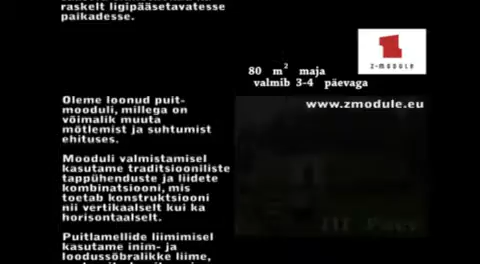 raskelt ligipääsetavatesse
paikadesse.
Z-MODULE
80 m² maja
valmib 3-4 päevaga
www.zmodule.eu
Oleme loonud puit-
mooduli, millega on
võimalik muuta
mõtlemist ja suhtumist
ehituses.
Mooduli valmistamisel
kasutame traditsiooniliste
tappühenduste ja liidete
kombinatsiooni, mis
toetab konstruktsiooni
nii vertikaalselt kui ka
horisontaalselt.
Puitlamellide liimimisel
kasutame inim- ja
loodussõbralikke liime,